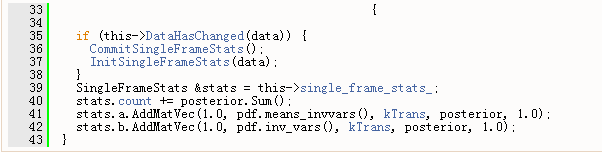 33 {
34
35 if (this->DataHasChanged(data)) {
36 CommitSingleFrameStats();
37 InitSingleFrameStats(data);
38 }
39 SingleFrameStats &stats = this->single_frame_stats_;
40 stats.count += posterior.Sum();
41 stats.a.AddMatVec(1.0, pdf.means_invvars(), kTrans, posterior, 1.0);
42 stats.b.AddMatVec(1.0, pdf.inv_vars(), kTrans, posterior, 1.0);
43 }